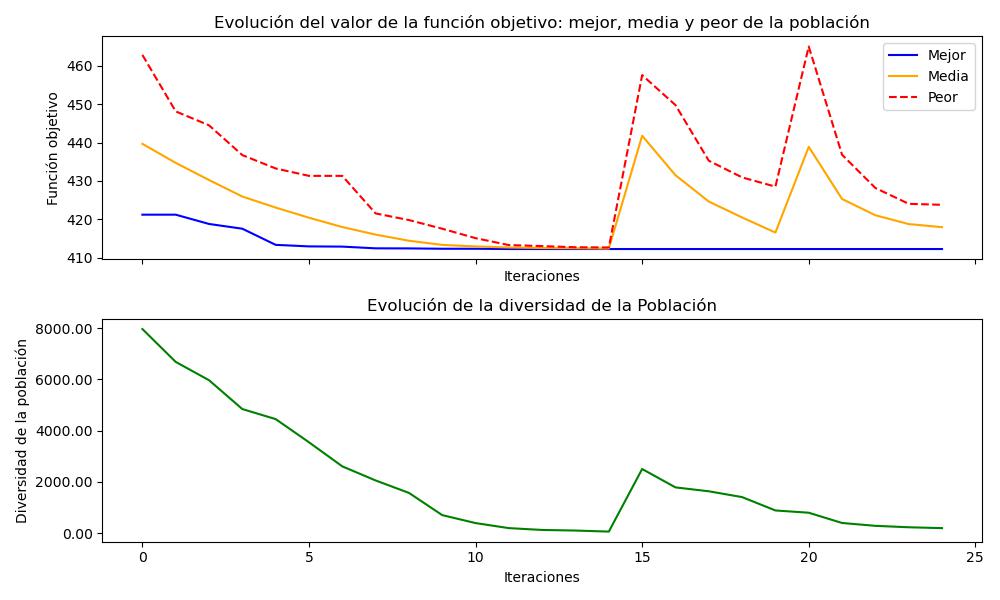 Evolución del valor de la función objetivo: mejor, media y peor de la población
Función objetivo
460
450
440
430
420
410
Mejor
Media
Peor
Iteraciones
Evolución de la diversidad de la Población
Diversidad de la población
8000.00
6000.00
4000.00
2000.00
0.00
0 5 10 15 20 25
Iteraciones